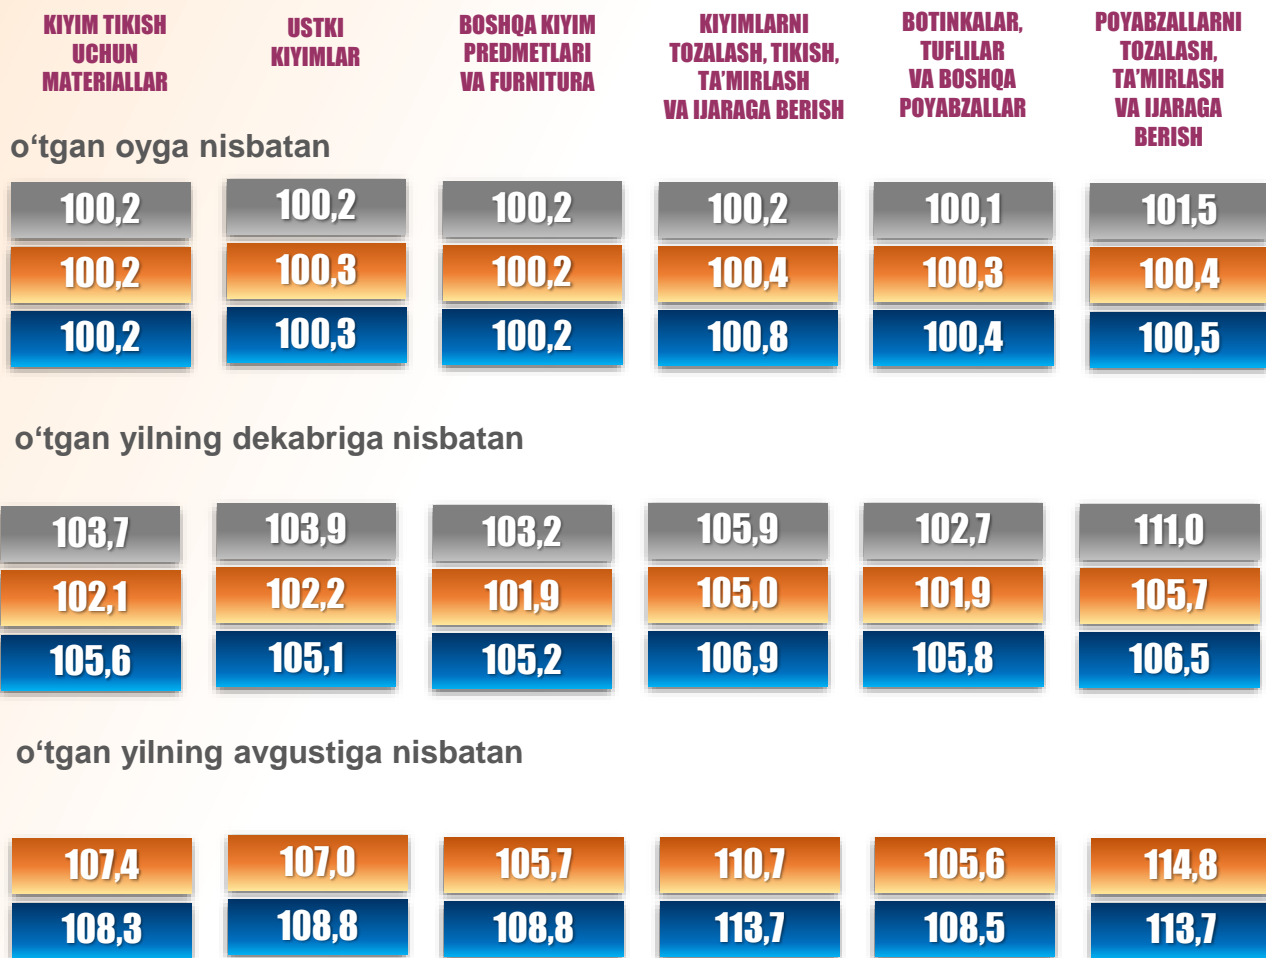 KIYIM TIKISH
UCHUN
MATERIALLAR
USTKI
KIYIMLAR
BOSHQA KIYIM
PREDMETLARI
VA FURNITURA
KIYIMLARNI
TOZALASH, TIKISH,
TA’MIRLASH
VA IJARAGA BERISH
BOTINKALAR,
TUFLILAR
VA BOSHQA
POYABZALLAR
POYABZALLARNI
TOZALASH,
TA’MIRLASH
VA IJARAGA
BERISH
o‘tgan oyga nisbatan
100,2 100,2 100,2 100,2 100,1 101,5
100,2 100,3 100,2 100,4 100,3 100,4
100,2 100,3 100,2 100,8 100,4 100,5
o‘tgan yilning dekabriga nisbatan
103,7 103,9 103,2 105,9 102,7 111,0
102,1 102,2 101,9 105,0 101,9 105,7
105,6 105,1 105,2 106,9 105,8 106,5
o‘tgan yilning avgustiga nisbatan
107,4 107,0 105,7 110,7 105,6 114,8
108,3 108,8 108,8 113,7 108,5 113,7